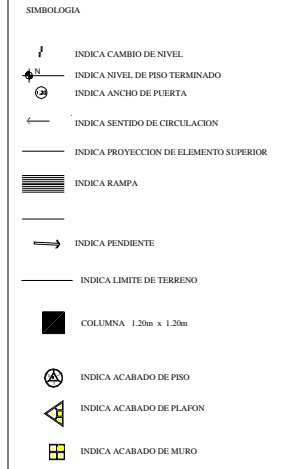 SIMBOLOGIA
INDICA CAMBIO DE NIVEL
N INDICA NIVEL DE PISO TERMINADO
1.20 INDICA ANCHO DE PUERTA
INDICA SENTIDO DE CIRCULACION
INDICA PROYECCION DE ELEMENTO SUPERIOR
INDICA RAMPA
INDICA PENDIENTE
INDICA LIMITE DE TERRENO
COLUMNA 1.20m x 1.20m
INDICA ACABADO DE PISO
INDICA ACABADO DE PLAFON
INDICA ACABADO DE MURO